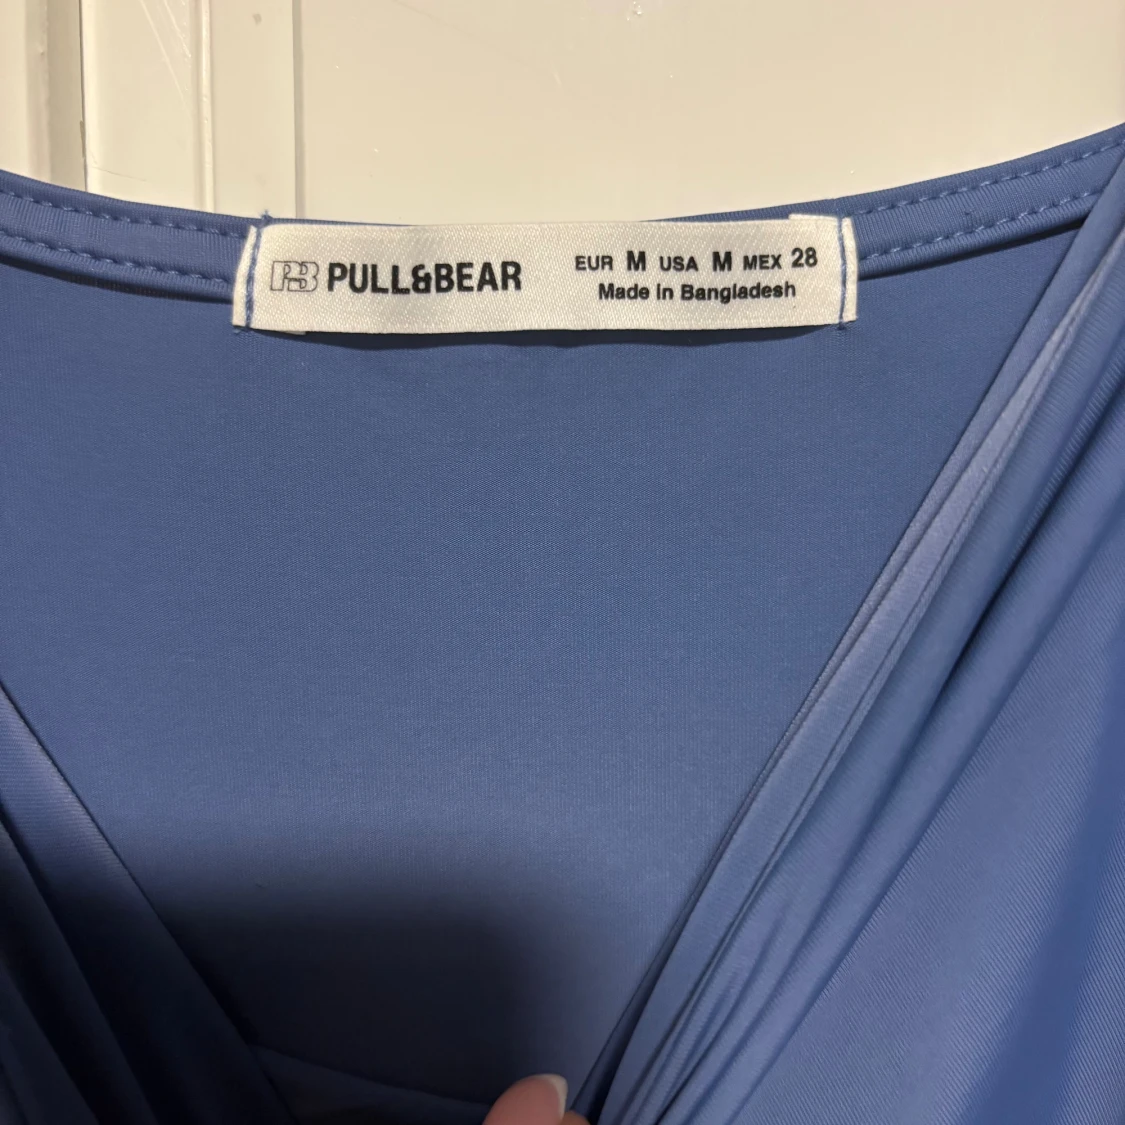 PB PULL&BEAR
EUR M USA M MEX 28
Made in Bangladesh